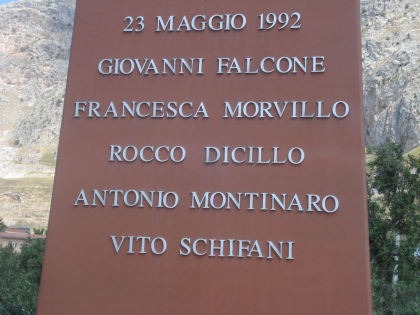 23 MAGGIO 1992
GIOVANNI FALCONE
FRANCESCA MORVILLO
ROCCO DICILLO
ANTONIO MONTINARO
VITO SCHIFANI